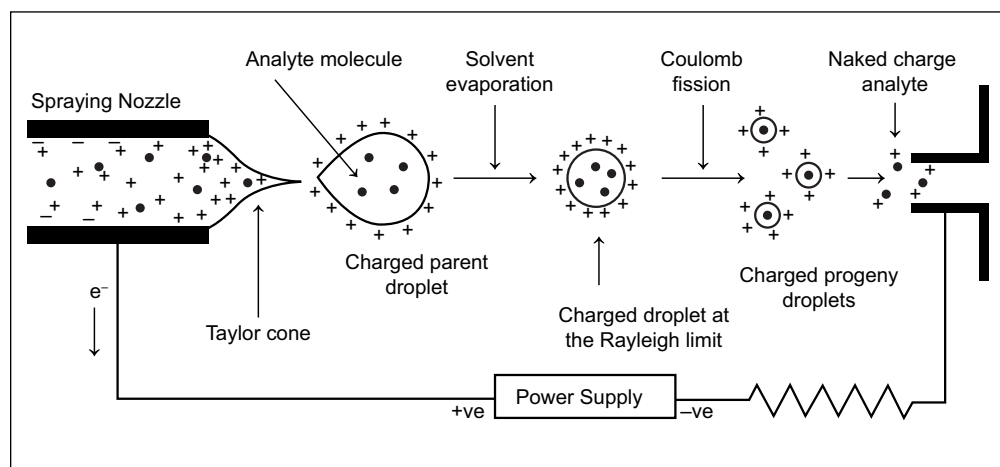 Analyte molecule
Solvent
evaporation
Coulomb
fission
Naked charge
analyte
Spraying Nozzle
Charged parent
droplet
Charged progeny
droplets
e⁻
Taylor cone
Charged droplet at
the Rayleigh limit
+ve
Power Supply
–ve